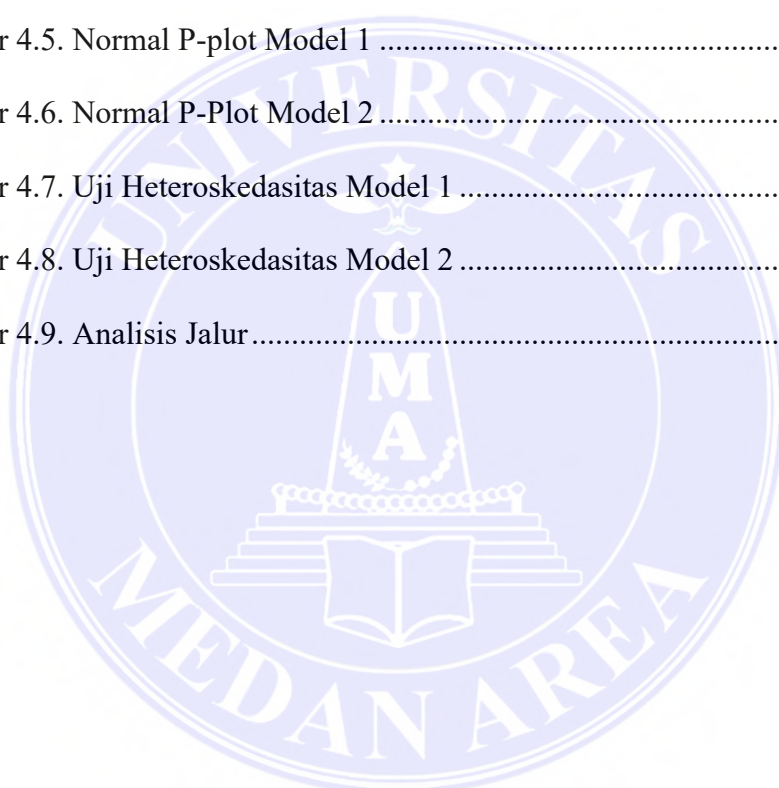 r 4.5. Normal P-plot Model 1 ..................................................................
r 4.6. Normal P-Plot Model 2 ..................................................................
r 4.7. Uji Heteroskedasitas Model 1 .....................................................
r 4.8. Uji Heteroskedasitas Model 2 .....................................................
r 4.9. Analisis Jalur ...................................................................................
UNIVERSITAS
UMA
MEDAN AREA